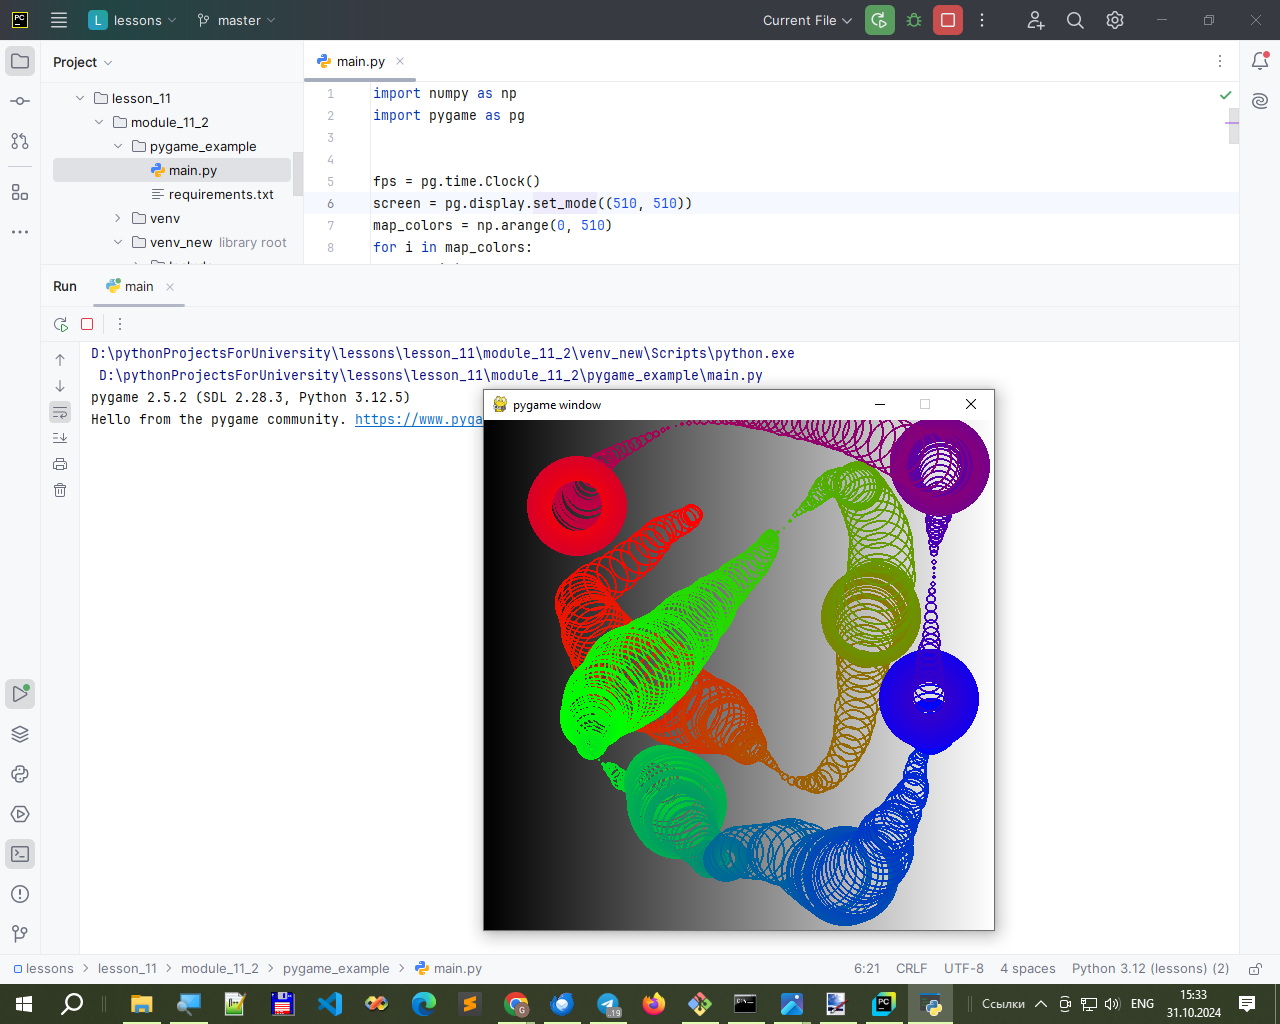 L lessons master Current File
Project
main.py
lesson_11
module_11_2
pygame_example
main.py
requirements.txt
venv
venv_new library root
1 import numpy as np
2 import pygame as pg
3
4
5 fps = pg.time.Clock()
6 screen = pg.display.set_mode((510, 510))
7 map_colors = np.arange(0, 510)
8 for i in map_colors:
Run main
D:\pythonProjectsForUniversity\lessons\lesson_11\module_11_2\venv_new\Scripts\python.exe
D:\pythonProjectsForUniversity\lessons\lesson_11\module_11_2\pygame_example\main.py
pygame 2.5.2 (SDL 2.28.3, Python 3.12.5)
Hello from the pygame community. https://www.pyga
pygame window
lessons lesson_11 module_11_2 pygame_example main.py 6:21 CRLF UTF-8 4 spaces Python 3.12 (lessons) (2)
Ссылки ENG 15:33
31.10.2024